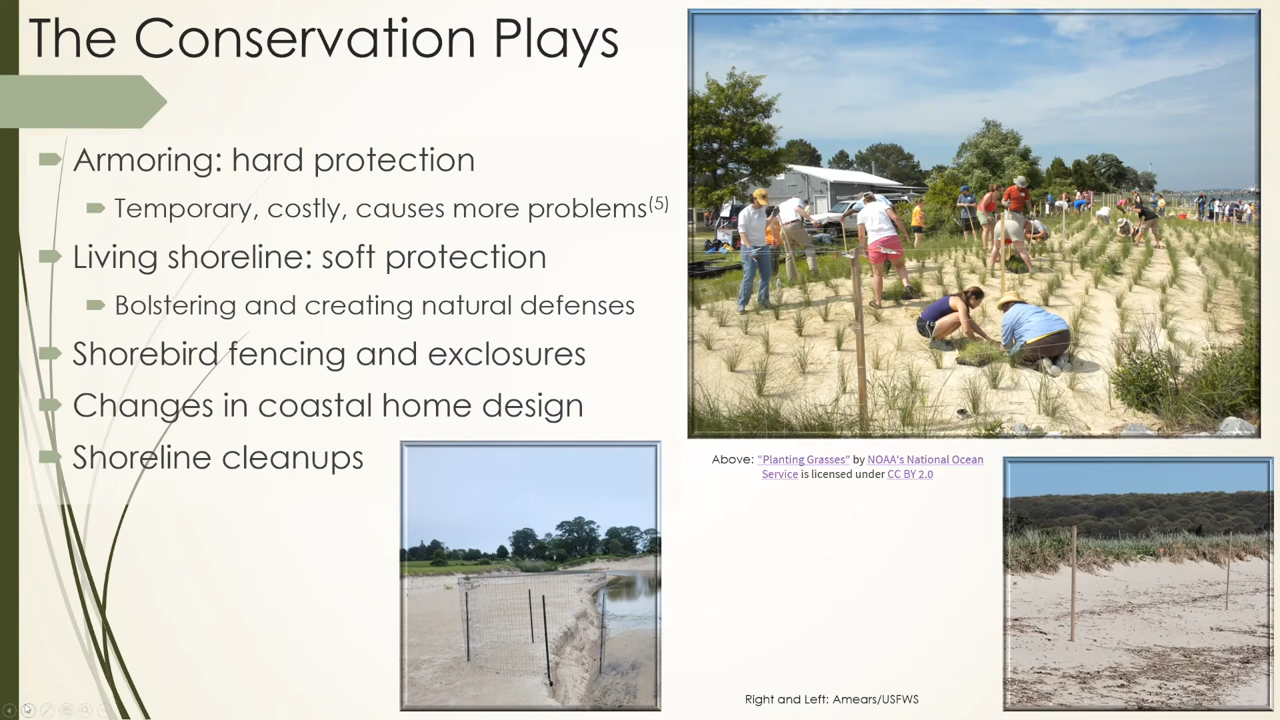 The Conservation Plays
Armoring: hard protection
Temporary, costly, causes more problems(5)
Living shoreline: soft protection
Bolstering and creating natural defenses
Shorebird fencing and exclosures
Changes in coastal home design
Shoreline cleanups
Above: "Planting Grasses" by NOAA's National Ocean
Service is licensed under CC BY 2.0
Right and Left: Amears/USFWS